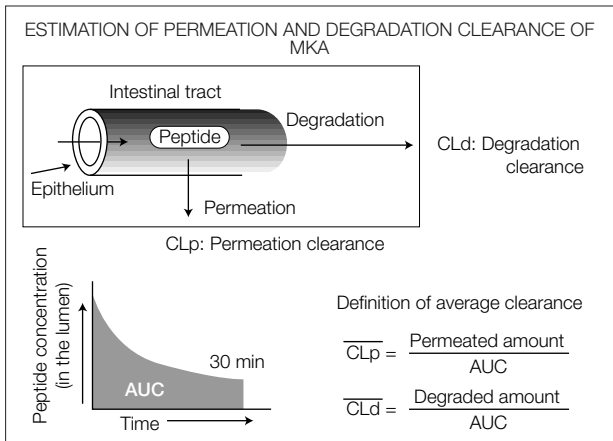 ESTIMATION OF PERMEATION AND DEGRADATION CLEARANCE OF
MKA
Intestinal tract
Degradation
Peptide
CLd: Degradation
clearance
Epithelium
Permeation
CLp: Permeation clearance
Peptide concentration
(in the lumen)
30 min
AUC
Time
Definition of average clearance
CLp = Permeated amount
AUC
CLd = Degraded amount
AUC